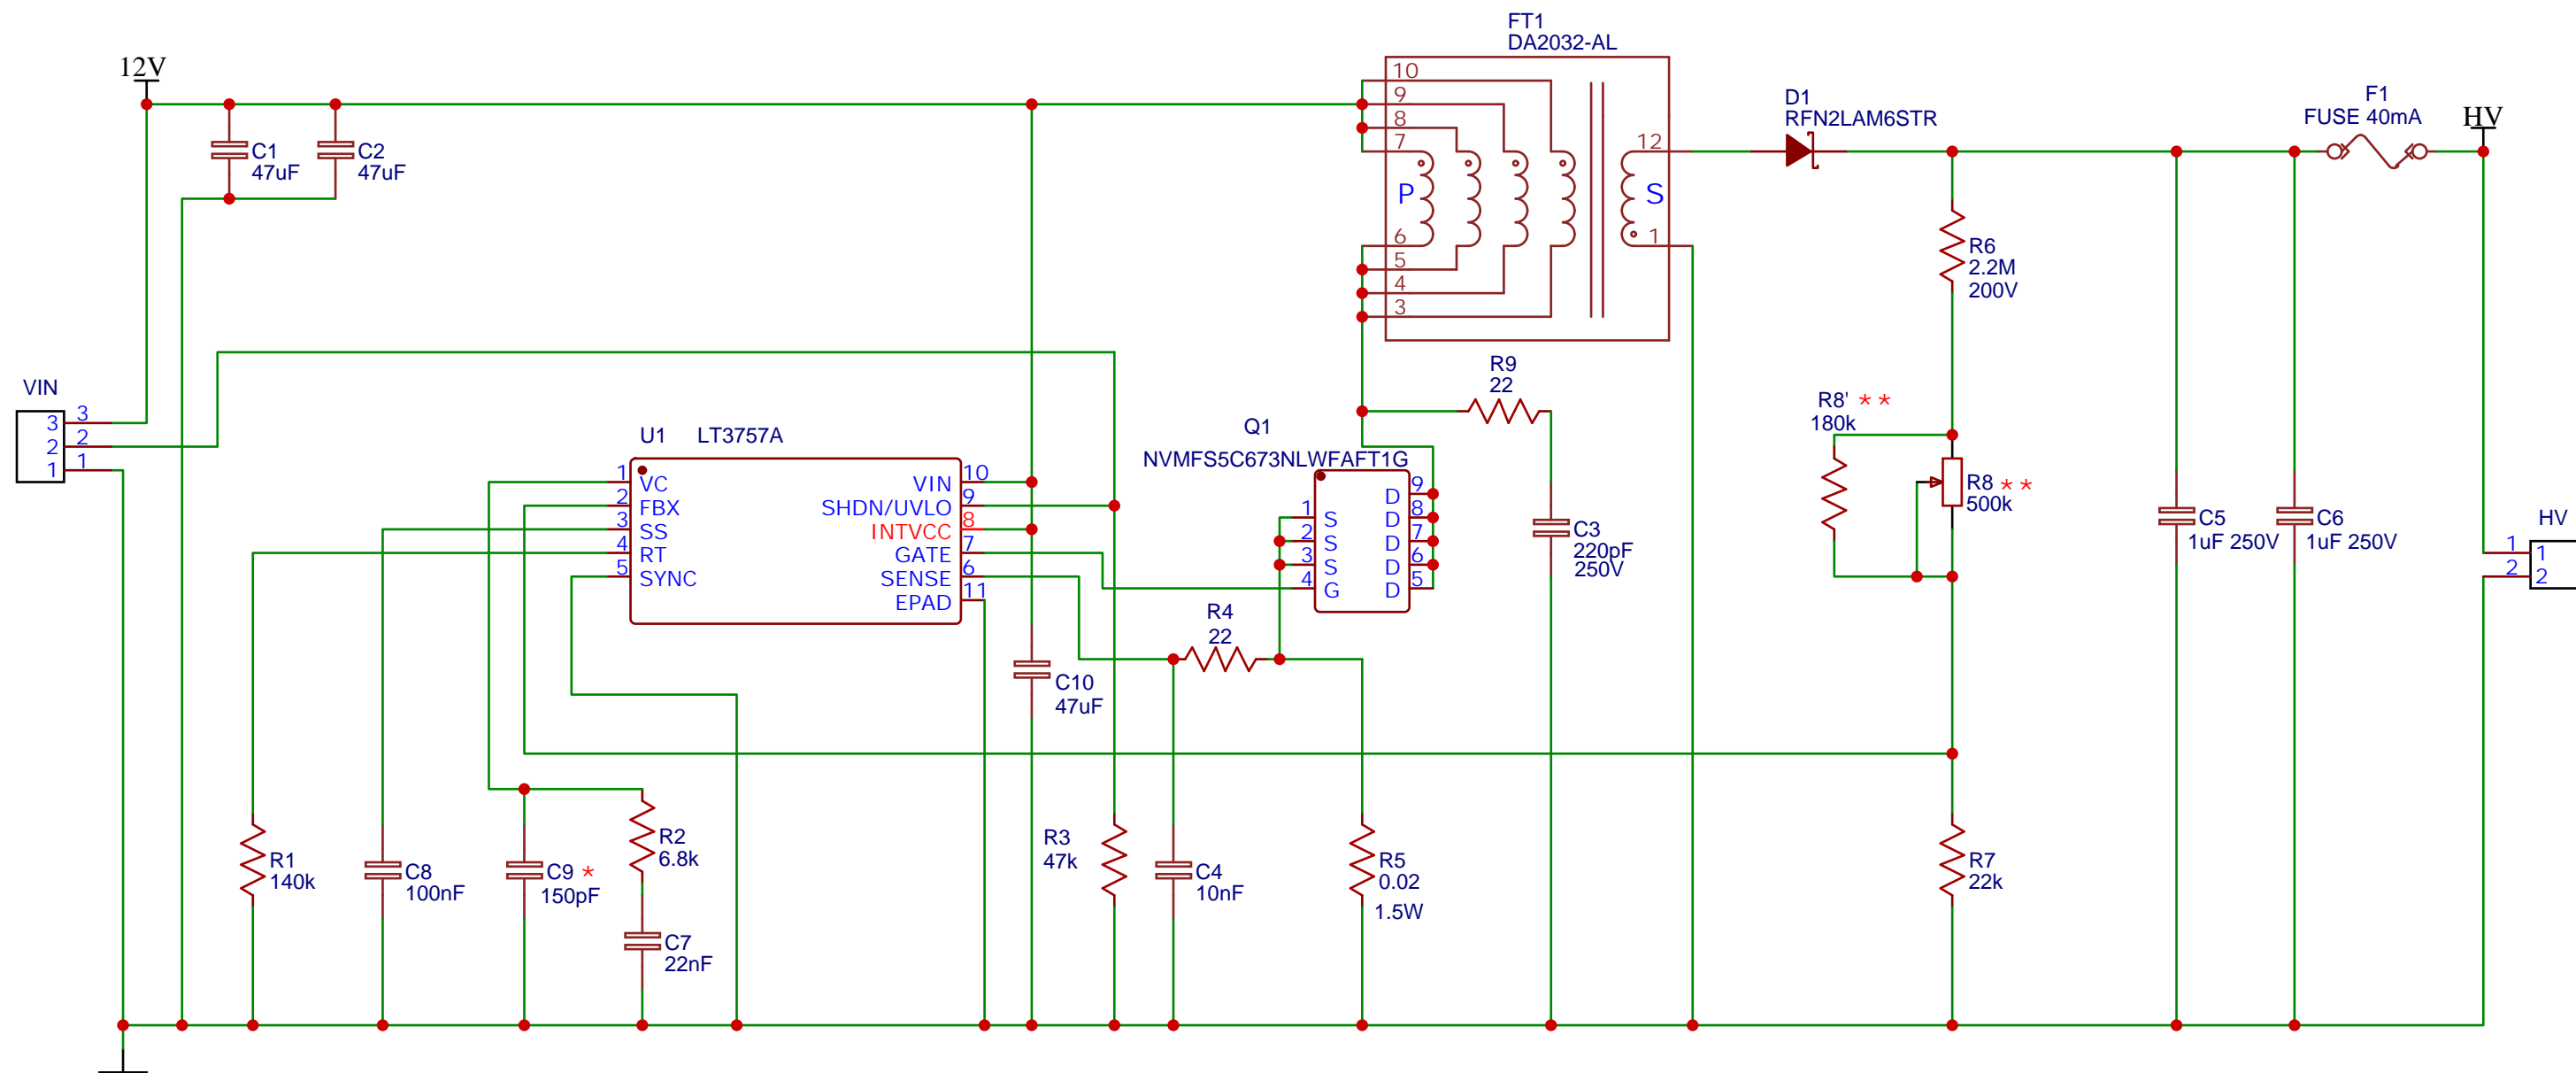 FT1
DA2032-AL
12V
10
9
8
7
6
5
4
3
P
S
12
1
D1
RFN2LAM6STR
F1
FUSE 40mA
HV
C1
47uF
C2
47uF
R6
2.2M
200V
VIN
3 3
2 2
1 1
R9
22
R8' **
180k
R8 **
500k
U1 LT3757A
1 VC
2 FBX
3 SS
4 RT
5 SYNC
VIN 10
SHDN/UVLO 9
INTVCC 8
GATE 7
SENSE 6
EPAD 11
Q1
NVMFS5C673NLWFAFT1G
1 S
2 S
3 S
4 G
D 9
D 8
D 7
D 6
D 5
C3
220pF
250V
C5
1uF 250V
C6
1uF 250V
HV
1 1
2 2
R4
22
C10
47uF
R1
140k
C8
100nF
C9 *
150pF
R2
6.8k
C7
22nF
R3
47k
C4
10nF
R5
0.02
1.5W
R7
22k